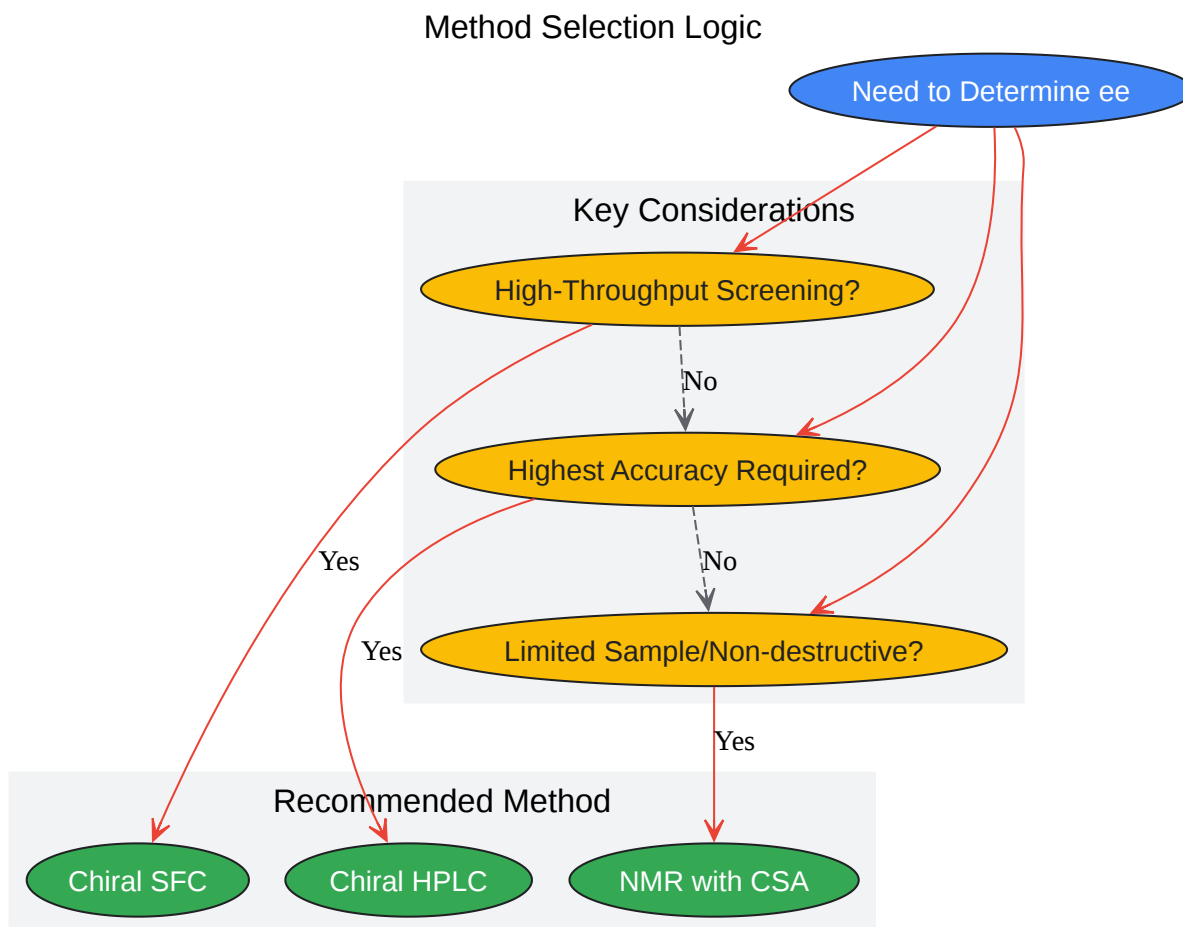 Method Selection Logic
Need to Determine ee
Key Considerations
High-Throughput Screening?
No
Highest Accuracy Required?
Yes
No
Limited Sample/Non-destructive?
Yes
Yes
Recommended Method
Chiral SFC
Chiral HPLC
NMR with CSA